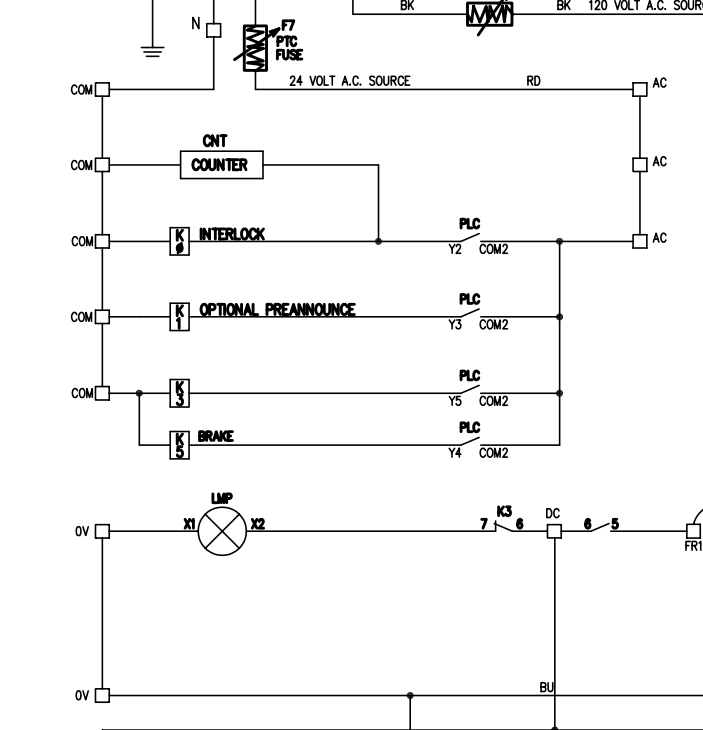 BK
BK 120 VOLT A.C. SOUR
N
F7
PTC
FUSE
24 VOLT A.C. SOURCE RD
COM
AC
CNT
COM
COUNTER
AC
PLC
COM
K
Ø
INTERLOCK
Y2 COM2
AC
PLC
COM
K
1
OPTIONAL PREANNOUNCE
Y3 COM2
PLC
COM
K
3
Y5 COM2
PLC
K
5
BRAKE
Y4 COM2
LMP
0V
X1 X2
K3
7 6
DC
6 5
FR1
0V
BU